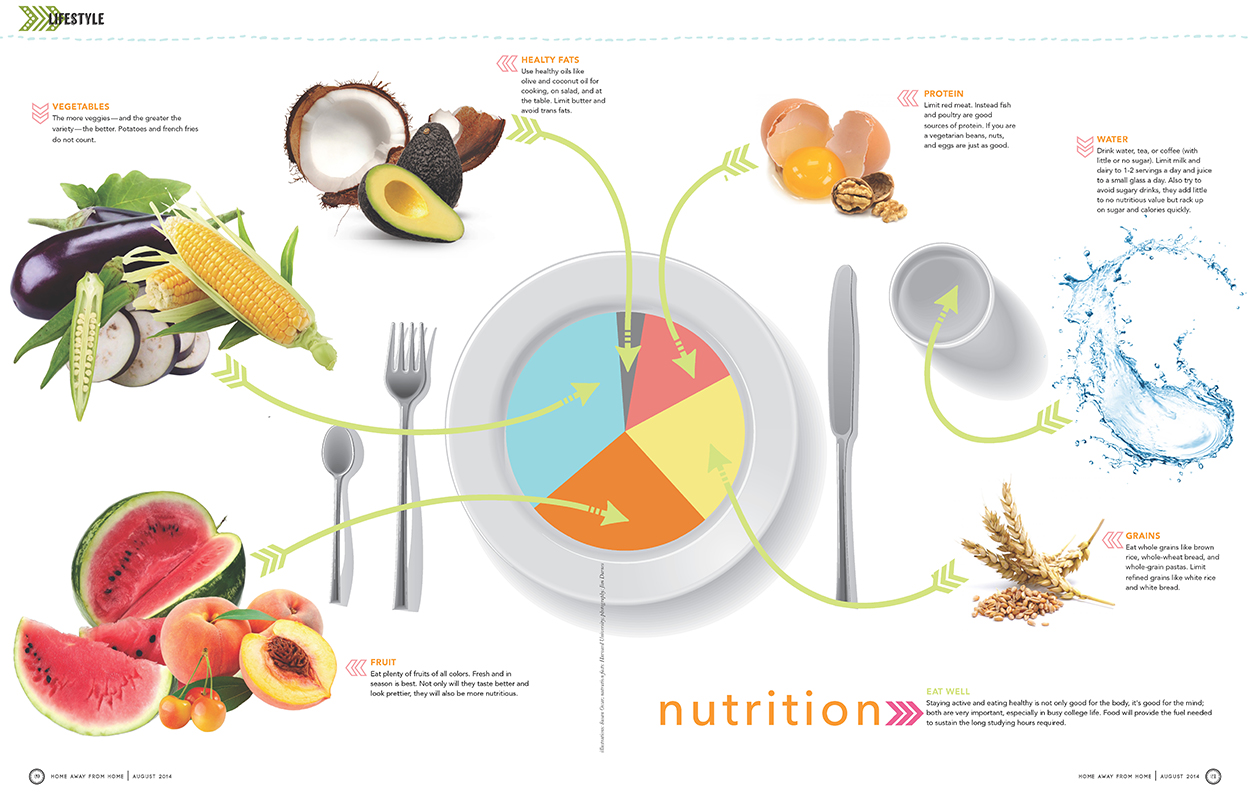 LIFESTYLE
VEGETABLES
The more veggies — and the greater the
variety — the better. Potatoes and french fries
do not count.
HEALTY FATS
Use healthy oils like
olive and coconut oil for
cooking, on salad, and at
the table. Limit butter and
avoid trans fats.
PROTEIN
Limit red meat. Instead fish
and poultry are good
sources of protein. If you are
a vegetarian beans, nuts,
and eggs are just as good.
WATER
Drink water, tea, or coffee (with
little or no sugar). Limit milk and
dairy to 1-2 servings a day and juice
to a small glass a day. Also try to
avoid sugary drinks, they add little
to no nutritious value but rack up
on sugar and calories quickly.
GRAINS
Eat whole grains like brown
rice, whole-wheat bread, and
whole-grain pastas. Limit
refined grains like white rice
and white bread.
FRUIT
Eat plenty of fruits of all colors. Fresh and in
season is best. Not only will they taste better and
look prettier, they will also be more nutritious.
nutrition
EAT WELL
Staying active and eating healthy is not only good for the body, it's good for the mind;
both are very important, especially in busy college life. Food will provide the fuel needed
to sustain the long studying hours required.
HOME AWAY FROM HOME | AUGUST 2014
HOME AWAY FROM HOME | AUGUST 2014